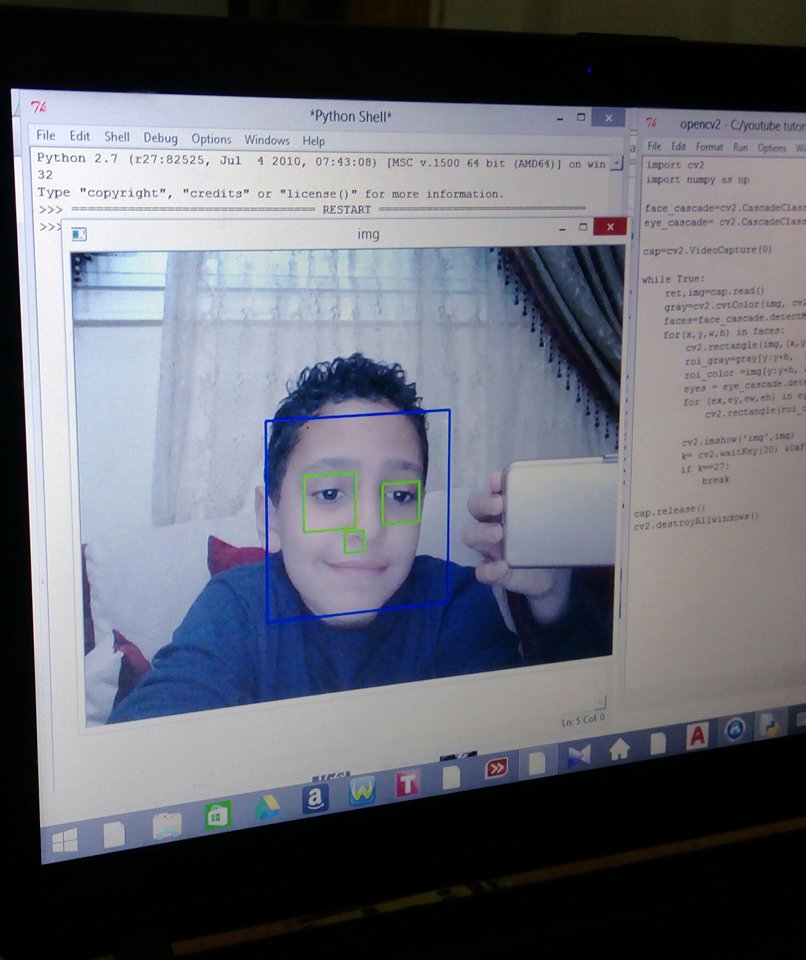 *Python Shell*
File Edit Shell Debug Options Windows Help
Python 2.7 (r27:82525, Jul 4 2010, 07:43:08) [MSC v.1500 64 bit (AMD64)] on win
32
Type "copyright", "credits" or "license()" for more information.
>>> ================================ RESTART ================================
>>>
img
Ln: 5 Col: 0
opencv2 - C:/youtube tutor
File Edit Format Run Options
import cv2
import numpy as np
face_cascade=cv2.CascadeClass
eye_cascade= cv2.CascadeClas
cap=cv2.VideoCapture(0)
while True:
ret,img=cap.read()
gray=cv2.cvtColor(img, cv2
faces=face_cascade.detectM
for(x,y,w,h) in faces:
cv2.rectangle(img,(x,y
roi_gray=gray[y:y+h,
roi_color =img[y:y+h,
eyes = eye_cascade.dete
for (ex,ey,ew,eh) in ey
cv2.rectangle(roi_
cv2.imshow('img',img)
k= cv2.waitKey(30) &0xF
if k==27:
break
cap.release()
cv2.destroyAllwindows()